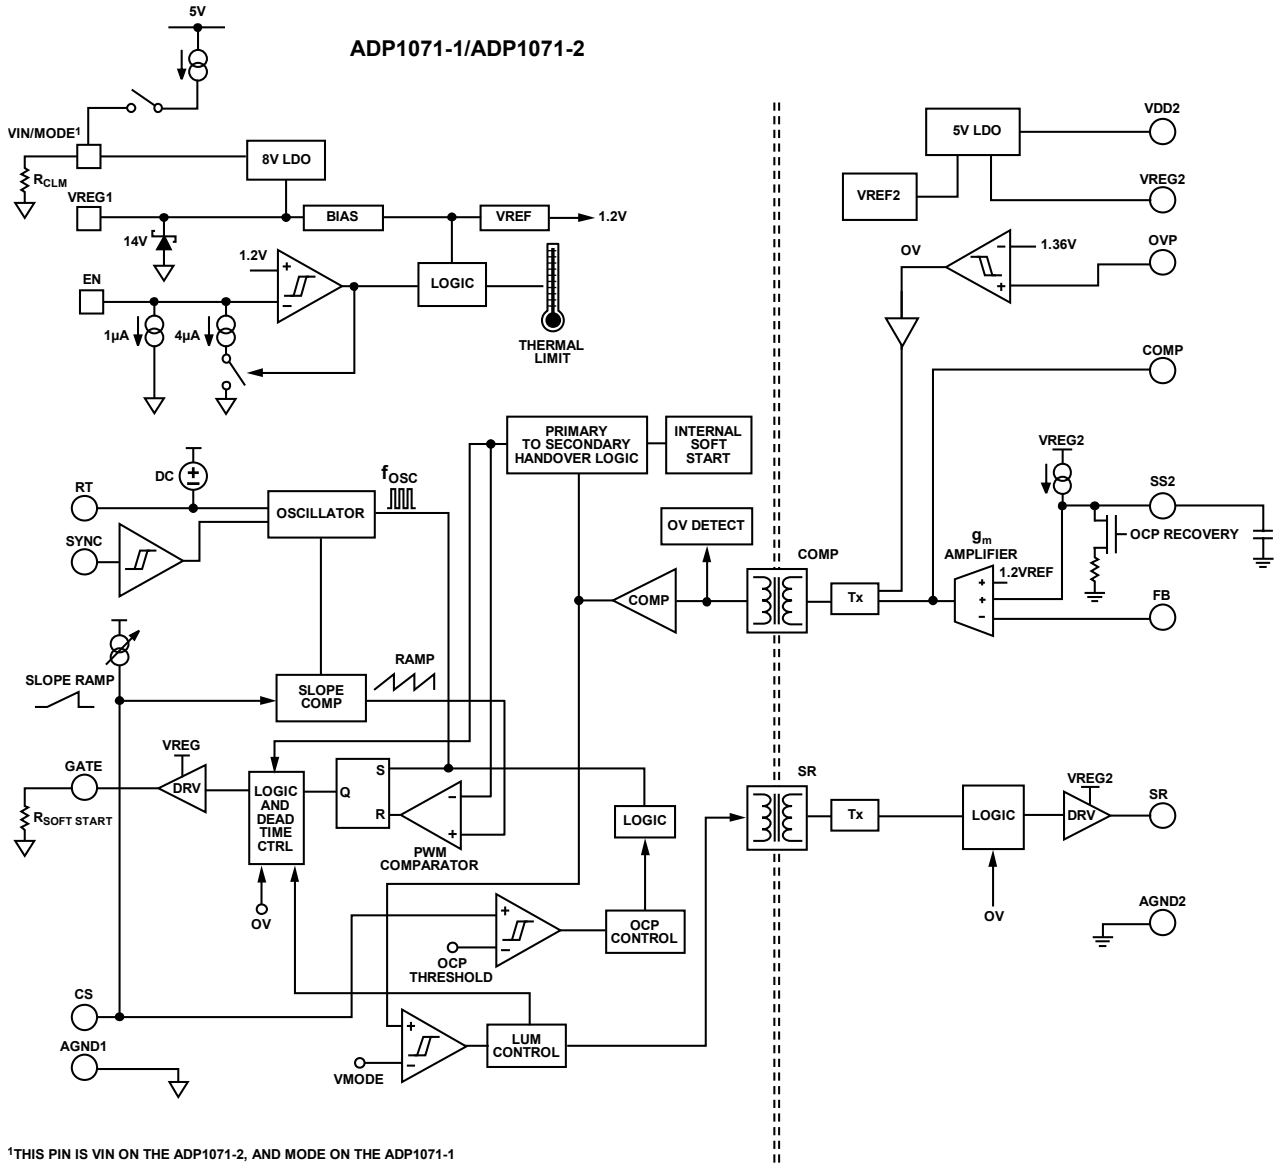 5V
ADP1071-1/ADP1071-2
VIN/MODE1
RCLM
8V LDO
VREG1
BIAS
VREF
1.2V
14V
1.2V
+
−
EN
LOGIC
1µA
4µA
THERMAL
LIMIT
VDD2
5V LDO
VREF2
VREG2
OV
−
1.36V
+
OVP
COMP
PRIMARY
TO SECONDARY
HANDOVER LOGIC
INTERNAL
SOFT
START
DC
+
−
fOSC
RT
OSCILLATOR
SYNC
OV DETECT
VREG2
SS2
OCP RECOVERY
gm
AMPLIFIER
COMP
1.2VREF
+
+
−
COMP
Tx
FB
SLOPE RAMP
SLOPE
COMP
RAMP
VREG
GATE
DRV
RSOFT START
LOGIC
AND
DEAD
TIME
CTRL
S
Q
R
−
+
PWM
COMPARATOR
LOGIC
SR
Tx
LOGIC
VREG2
DRV
SR
OV
OV
AGND2
+
−
OCP
THRESHOLD
OCP
CONTROL
CS
AGND1
+
−
VMODE
LUM
CONTROL
1THIS PIN IS VIN ON THE ADP1071-2, AND MODE ON THE ADP1071-1